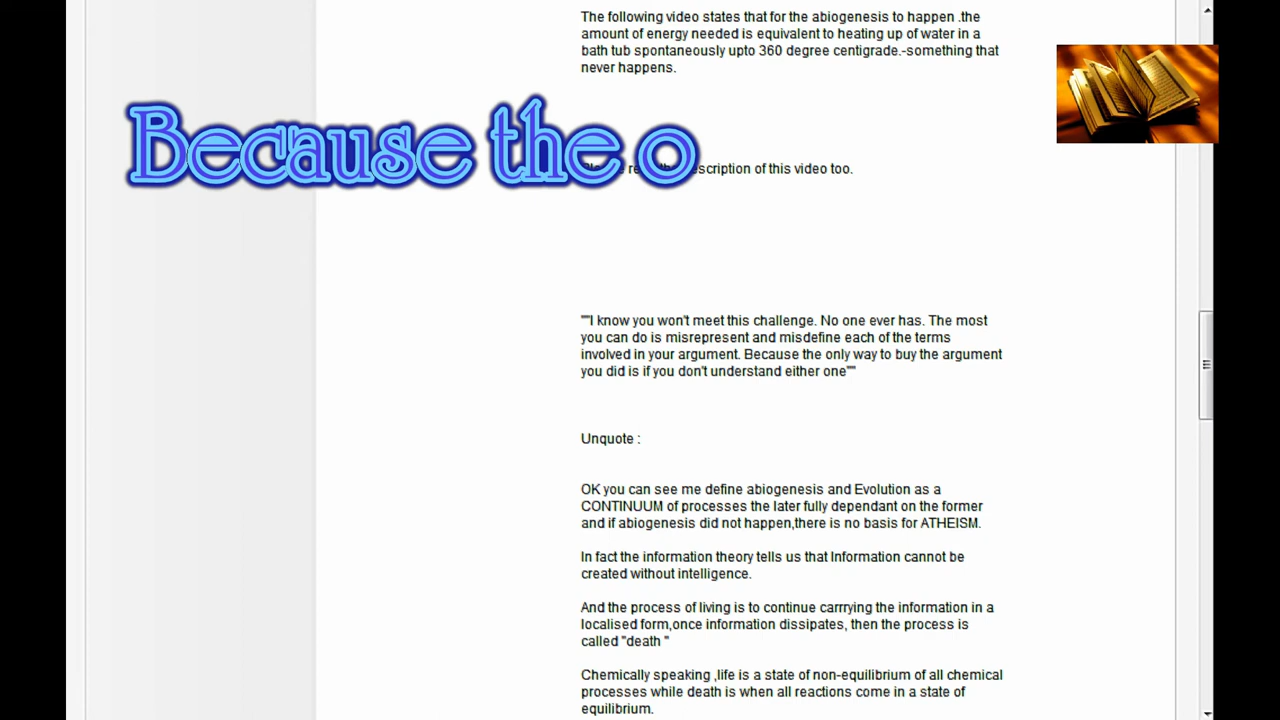 The following video states that for the abiogenesis to happen .the
amount of energy needed is equivalent to heating up of water in a
bath tub spontaneously upto 360 degree centigrade.-something that
never happens.
Because the o
description of this video too.
""I know you won't meet this challenge. No one ever has. The most
you can do is misrepresent and misdefine each of the terms
involved in your argument. Because the only way to buy the argument
you did is if you don't understand either one""
Unquote :
OK you can see me define abiogenesis and Evolution as a
CONTINUUM of processes the later fully dependant on the former
and if abiogenesis did not happen,there is no basis for ATHEISM.
In fact the information theory tells us that Information cannot be
created without intelligence.
And the process of living is to continue carrrying the information in a
localised form,once information dissipates, then the process is
called "death "
Chemically speaking ,life is a state of non-equilibrium of all chemical
processes while death is when all reactions come in a state of
equilibrium.